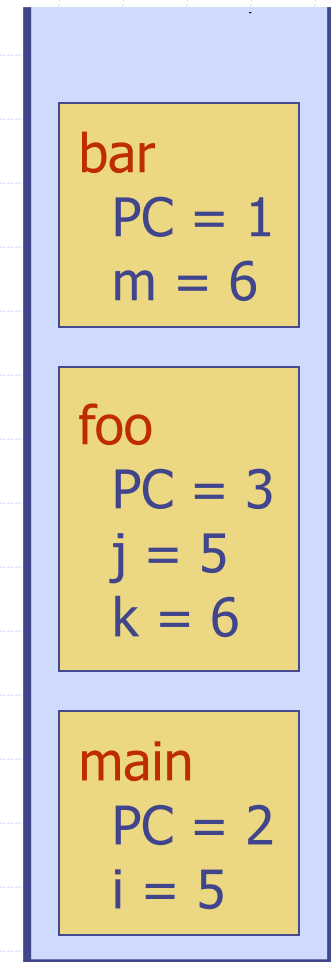 bar
PC = 1
m = 6
foo
PC = 3
j = 5
k = 6
main
PC = 2
i = 5